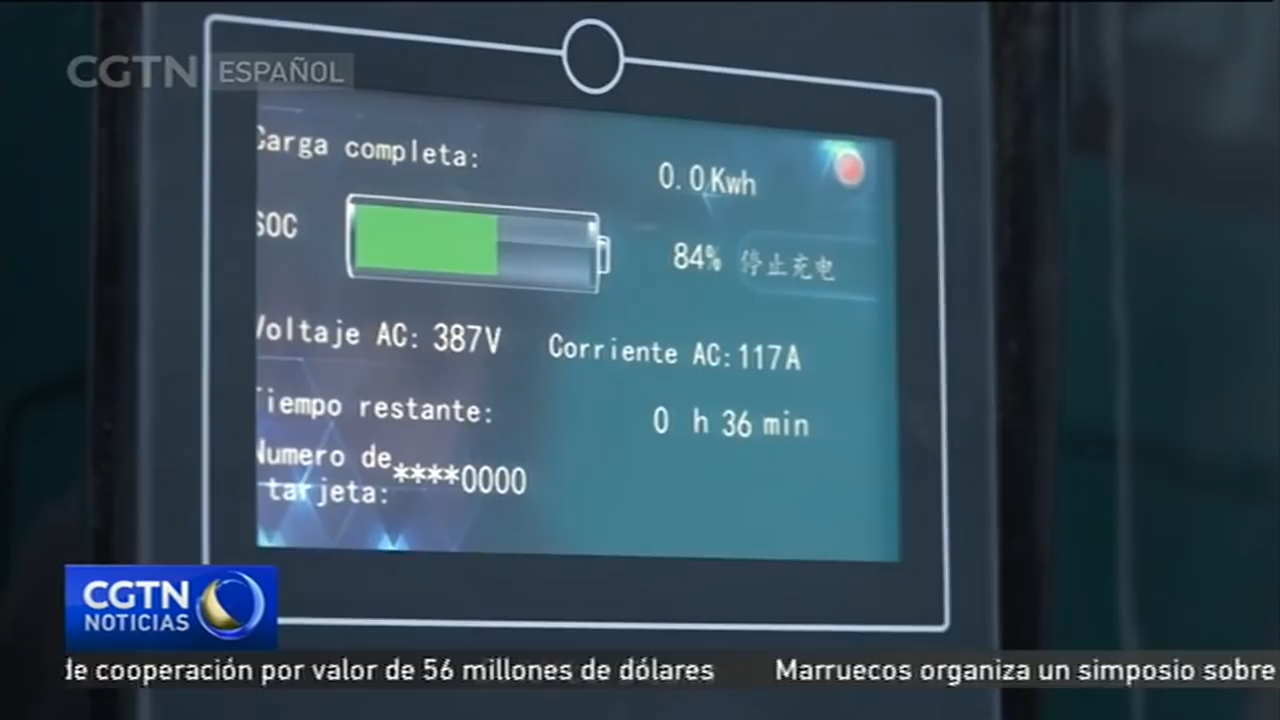 CGTN ESPAÑOL
Carga completa: 0.0Kwh
SOC 84% 停止充电
Voltaje AC: 387V Corriente AC:117A
Tiempo restante: 0 h 36 min
Numero de
tarjeta: ****0000
CGTN
NOTICIAS
de cooperación por valor de 56 millones de dólares Marruecos organiza un simposio sobre